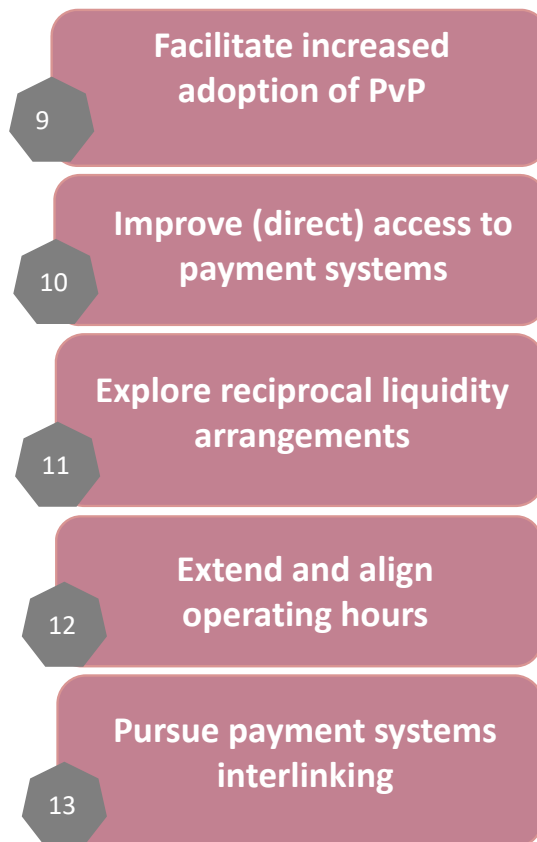 Facilitate increased
adoption of PvP
9
Improve (direct) access to
payment systems
10
Explore reciprocal liquidity
arrangements
11
Extend and align
operating hours
12
Pursue payment systems
interlinking
13